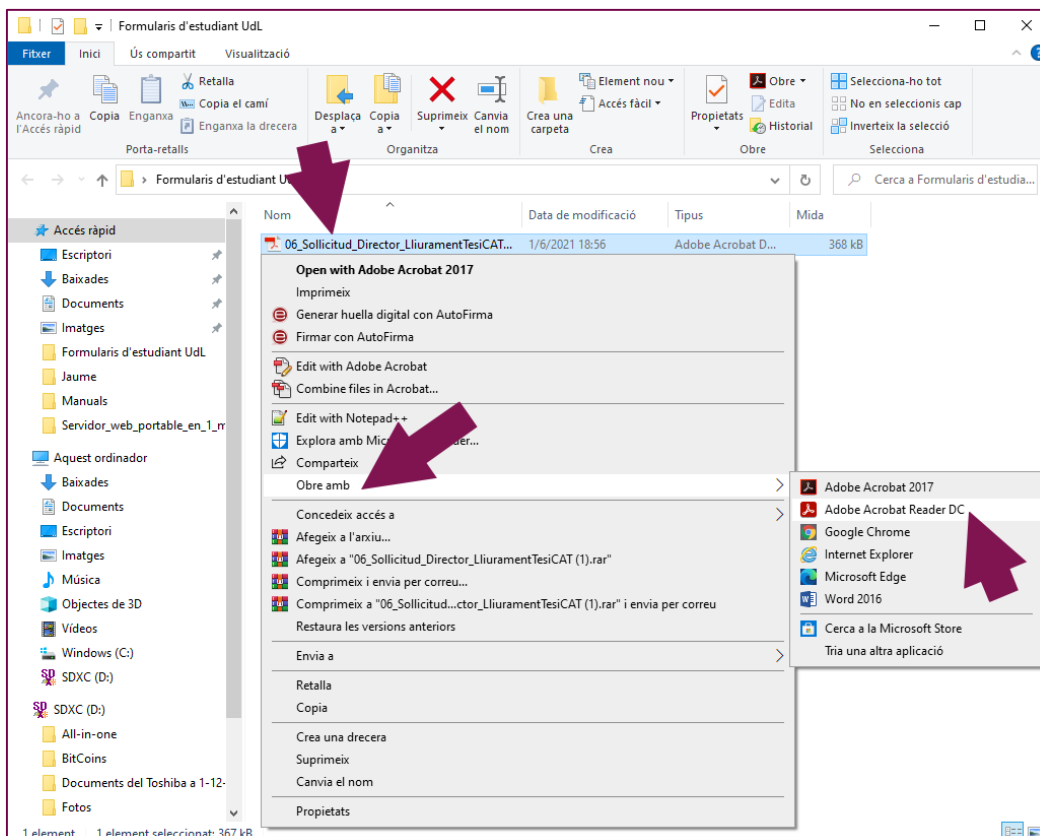 Formularis d'estudiant UdL
Fitxer Inici Ús compartit Visualització
Ancora-ho a l'Accés ràpid
Copia
Enganxa
Retalla
Copia el camí
Enganxa la drecera
Desplaça a
Copia a
Suprimeix
Canvia el nom
Crea una carpeta
Element nou
Accés fàcil
Propietats
Obre
Edita
Historial
Selecciona-ho tot
No en seleccionis cap
Inverteix la selecció
Porta-retalls Organitza Crea Obre Selecciona
Formularis d'estudiant
Cerca a Formularis d'estudia...
Nom Data de modificació Tipus Mida
06_Sollicitud_Director_LliuramentTesiCAT... 1/6/2021 18:56 Adobe Acrobat D... 368 kB
Accés ràpid
Escriptori
Baixades
Documents
Imatges
Formularis d'estudiant UdL
Jaume
Manuals
Servidor_web_portable_en_1_m
Aquest ordinador
Baixades
Documents
Escriptori
Imatges
Música
Objectes de 3D
Vídeos
Windows (C:)
SDXC (D:)
SDXC (D:)
All-in-one
BitCoins
Documents del Toshiba a 1-12-
Fotos
Open with Adobe Acrobat 2017
Imprimeix
Generar huella digital con AutoFirma
Firmar con AutoFirma
Edit with Adobe Acrobat
Combine files in Acrobat...
Edit with Notepad++
Explora amb
Comparteix
Obre amb
Concedeix accés a
Afegeix a l'arxiu...
Afegeix a "06_Sollicitud_Director_LliuramentTesiCAT (1).rar"
Comprimeix i envia per correu...
Comprimeix a "06_Sollicitud...ctor_LliuramentTesiCAT (1).rar" i envia per correu
Restaura les versions anteriors
Envia a
Retalla
Copia
Crea una drecera
Suprimeix
Canvia el nom
Propietats
Adobe Acrobat 2017
Adobe Acrobat Reader DC
Google Chrome
Internet Explorer
Microsoft Edge
Word 2016
Cerca a la Microsoft Store
Tria una altra aplicació
1 element 1 element seleccionat: 367 kB